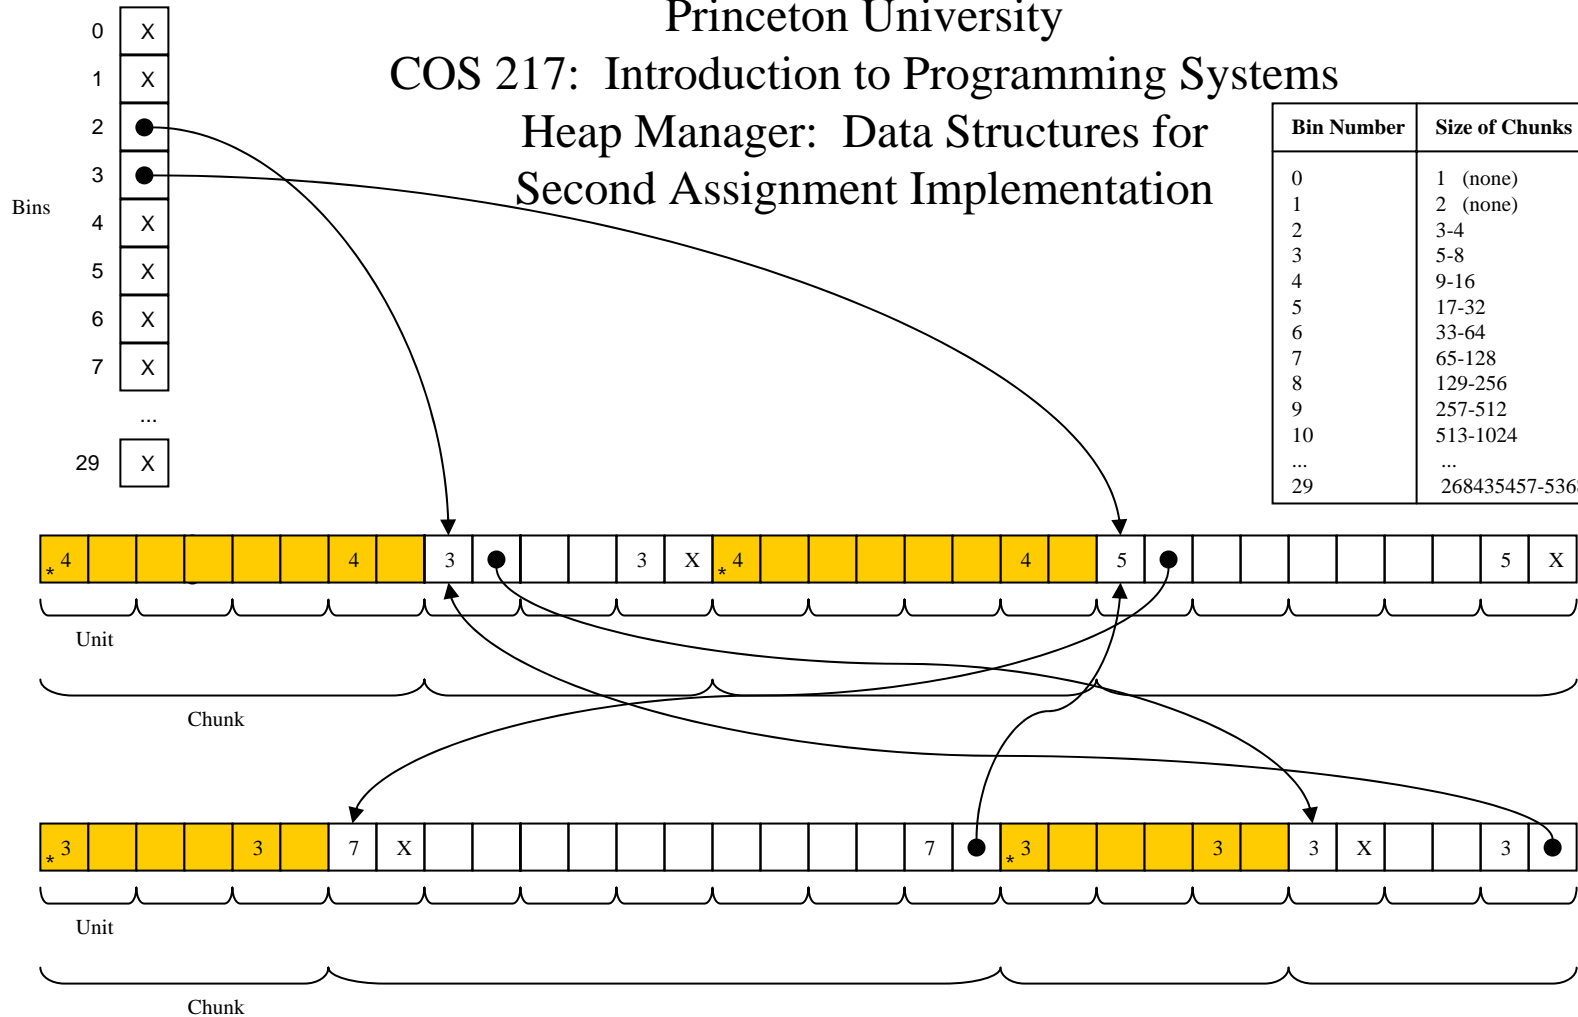 Princeton University
COS 217: Introduction to Programming Systems
Heap Manager: Data Structures for
Second Assignment Implementation
Bins
0 X
1 X
2
3
4 X
5 X
6 X
7 X
...
29 X
Bin Number Size of Chunks
0 1 (none)
1 2 (none)
2 3-4
3 5-8
4 9-16
5 17-32
6 33-64
7 65-128
8 129-256
9 257-512
10 513-1024
... ...
29 268435457-536
* 4 4 3 3 X * 4 4 5 5 X
Unit
Chunk
* 3 3 7 X 7 * 3 3 3 X 3
Unit
Chunk